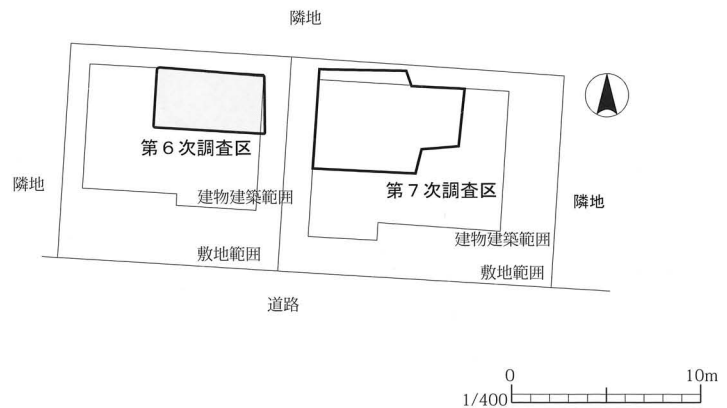 隣地
第６次調査区
隣地
建物建築範囲
第７次調査区
隣地
敷地範囲
建物建築範囲
敷地範囲
道路
0 10m
1/400